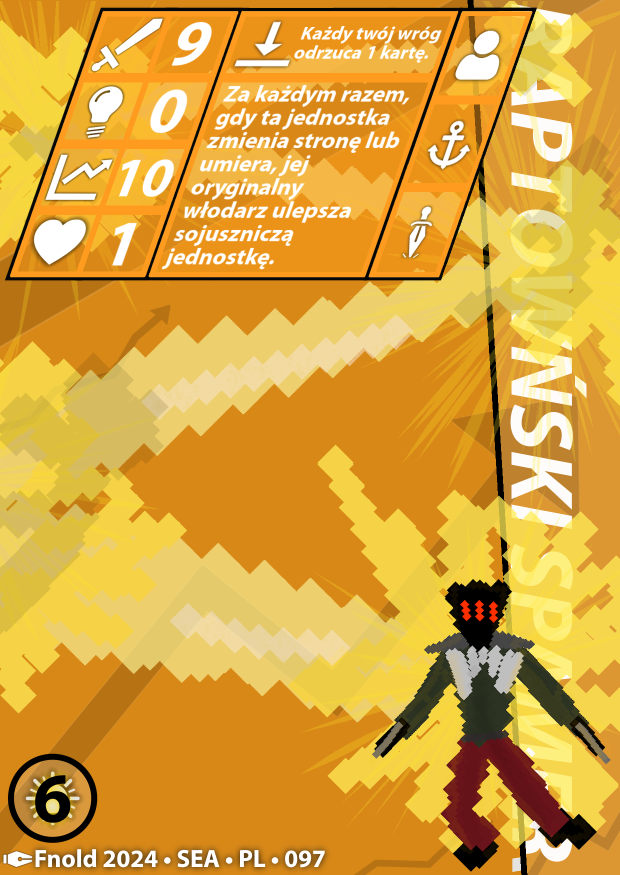 9
0
10
1
Każdy twój wróg
odrzuca 1 kartę.
Za każdym razem,
gdy ta jednostka
zmienia stronę lub
umiera, jej
oryginalny
włodarz ulepsza
sojuszniczą
jednostkę.
RAPTOWIŃSKI SPAMER
6
Fnold 2024 • SEA • PL • 097